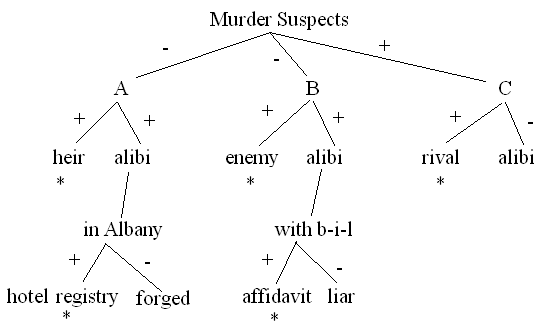 Murder Suspects
- - +
A B C
+ + + + + -
heir alibi enemy alibi rival alibi
* * *
in Albany with b-i-l
+ - + -
hotel registry forged affidavit liar
* *